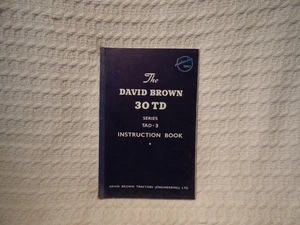 The
DAVID BROWN
30 TD
SERIES
TAD-3
INSTRUCTION BOOK
DAVID BROWN TRACTORS (ENGINEERING) LTD.